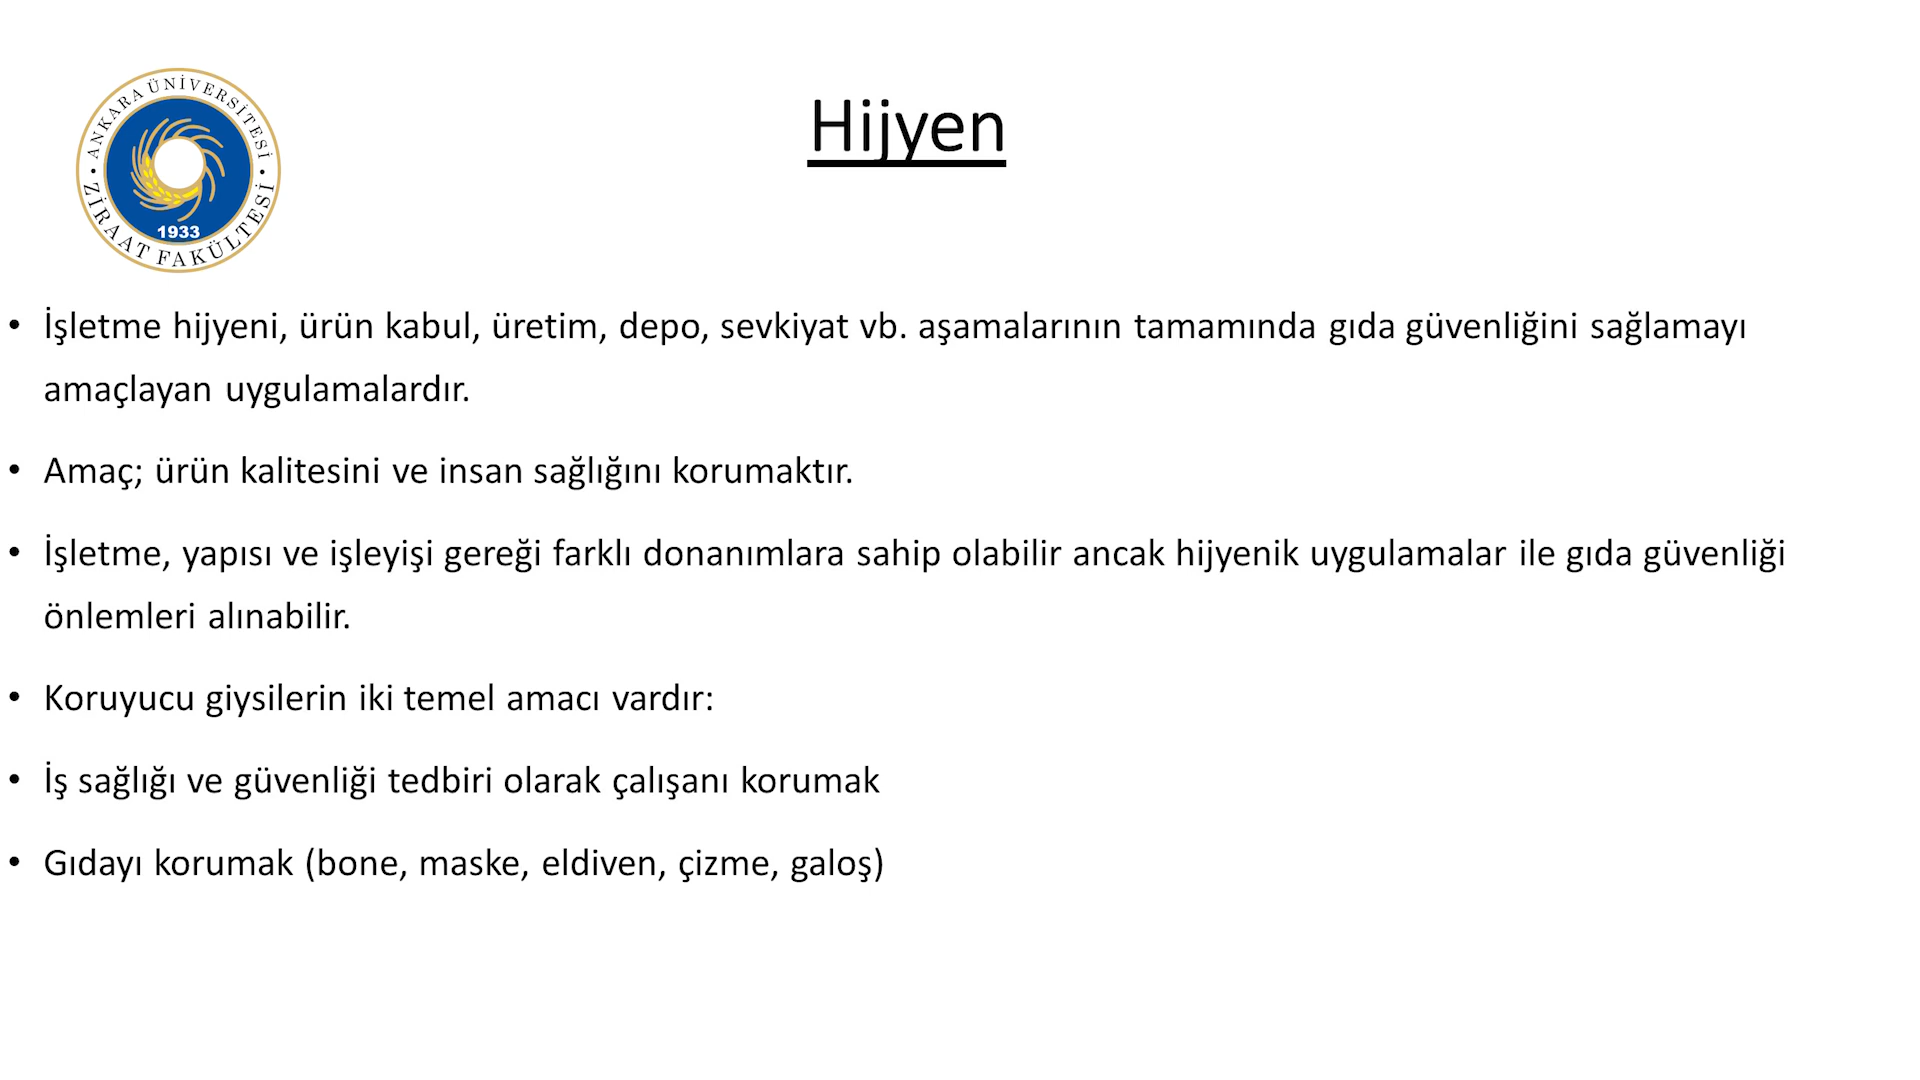 ANKARA ÜNİVERSİTESİ
ZİRAAT FAKÜLTESİ
1933
Hijyen
• İşletme hijyeni, ürün kabul, üretim, depo, sevkiyat vb. aşamalarının tamamında gıda güvenliğini sağlamayı
amaçlayan uygulamalardır.
• Amaç; ürün kalitesini ve insan sağlığını korumaktır.
• İşletme, yapısı ve işleyişi gereği farklı donanımlara sahip olabilir ancak hijyenik uygulamalar ile gıda güvenliği
önlemleri alınabilir.
• Koruyucu giysilerin iki temel amacı vardır:
• İş sağlığı ve güvenliği tedbiri olarak çalışanı korumak
• Gıdayı korumak (bone, maske, eldiven, çizme, galoş)